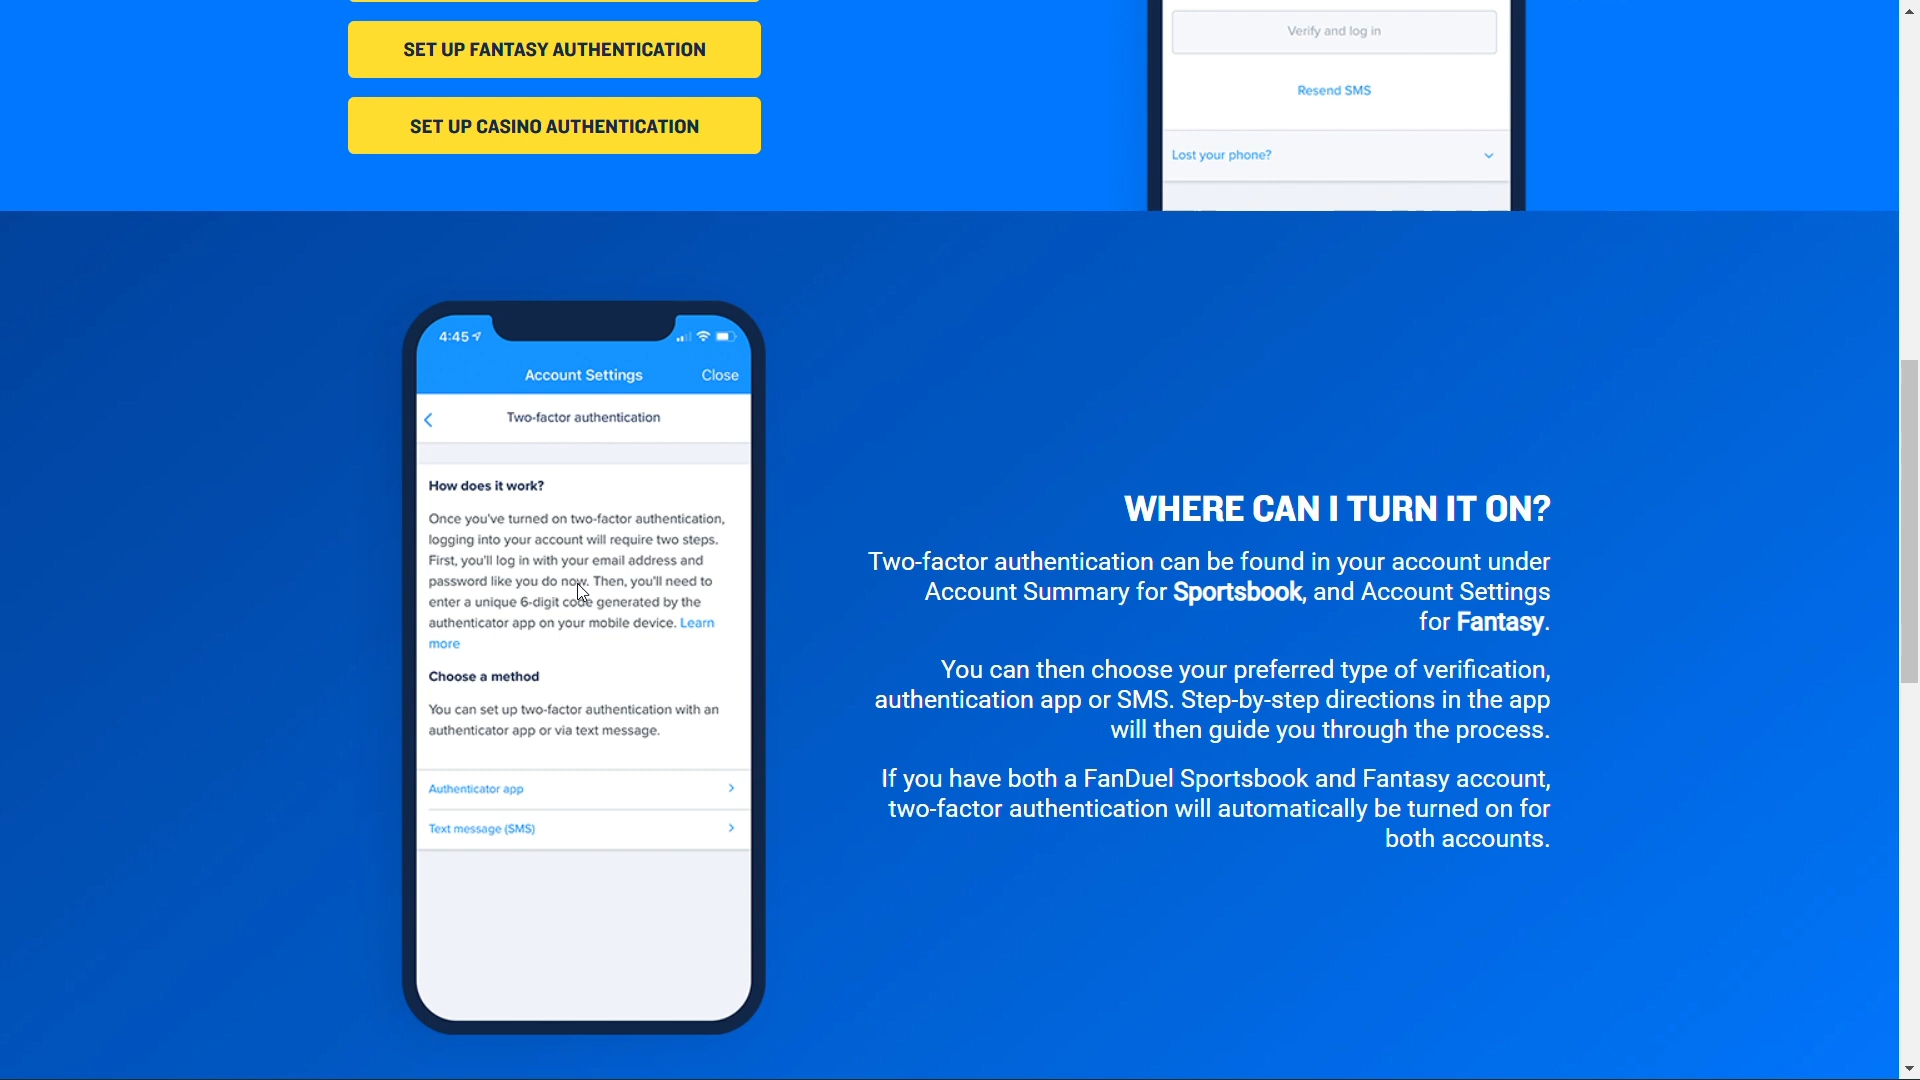 SET UP FANTASY AUTHENTICATION
SET UP CASINO AUTHENTICATION
Verify and log in
Resend SMS
Lost your phone?
4:45
Account Settings
Close
Two-factor authentication
How does it work?
Once you've turned on two-factor authentication,
logging into your account will require two steps.
First, you'll log in with your email address and
password like you do now. Then, you'll need to
enter a unique 6-digit code generated by the
authenticator app on your mobile device. Learn
more
Choose a method
You can set up two-factor authentication with an
authenticator app or via text message.
Authenticator app
Text message (SMS)
WHERE CAN I TURN IT ON?
Two-factor authentication can be found in your account under
Account Summary for Sportsbook, and Account Settings
for Fantasy.
You can then choose your preferred type of verification,
authentication app or SMS. Step-by-step directions in the app
will then guide you through the process.
If you have both a FanDuel Sportsbook and Fantasy account,
two-factor authentication will automatically be turned on for
both accounts.